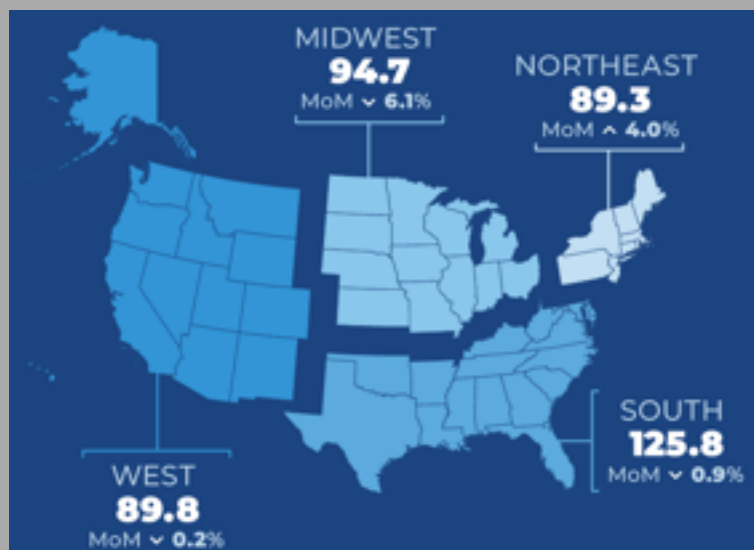 MIDWEST
94.7
MoM ⌄ 6.1%
NORTHEAST
89.3
MoM ^ 4.0%
SOUTH
125.8
MoM ⌄ 0.9%
WEST
89.8
MoM ⌄ 0.2%